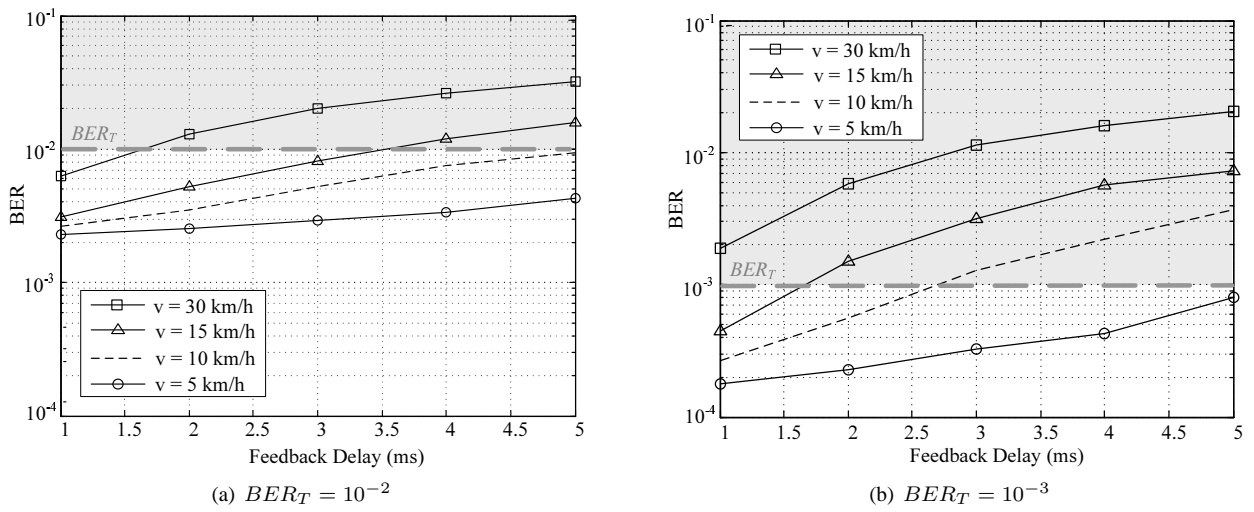 10^-1
10^-2
10^-3
10^-4
BER
BER_T
v = 30 km/h
v = 15 km/h
v = 10 km/h
v = 5 km/h
1 1.5 2 2.5 3 3.5 4 4.5 5
Feedback Delay (ms)
(a) BER_T = 10^-2
10^-1
10^-2
10^-3
10^-4
BER
v = 30 km/h
v = 15 km/h
v = 10 km/h
v = 5 km/h
BER_T
1 1.5 2 2.5 3 3.5 4 4.5 5
Feedback Delay (ms)
(b) BER_T = 10^-3